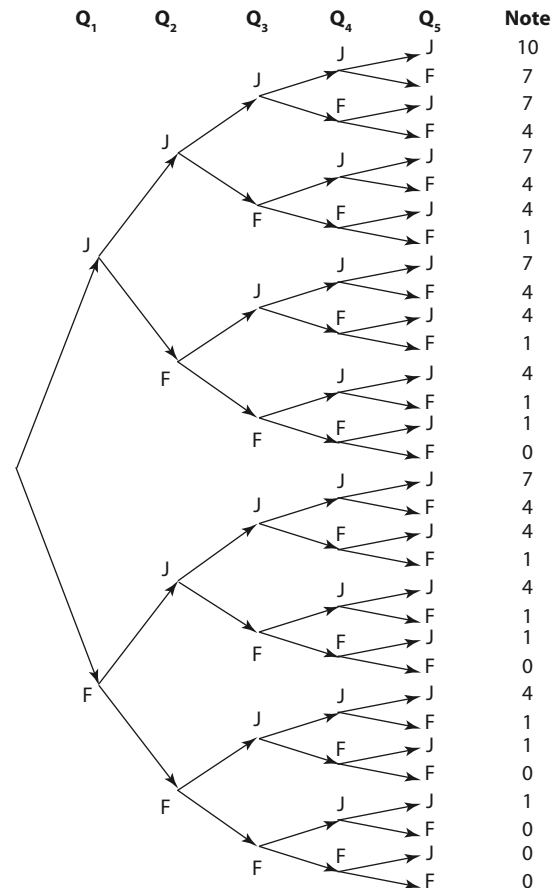 Q₁ Q₂ Q₃ Q₄ Q₅ Note
J J 10
J F 7
F J 7
F 4
J
J J 7
F 4
F J 4
F
J F 1
J J 7
J F 4
F J 4
F 1
F J J 4
F 1
F J 1
F
F 0
J J 7
J F 4
F J 4
F 1
J
J J 4
F 1
F J 1
F
F 0
F J J 4
J F 1
F J 1
F 0
F J J 1
F 0
F J 0
F
F 0